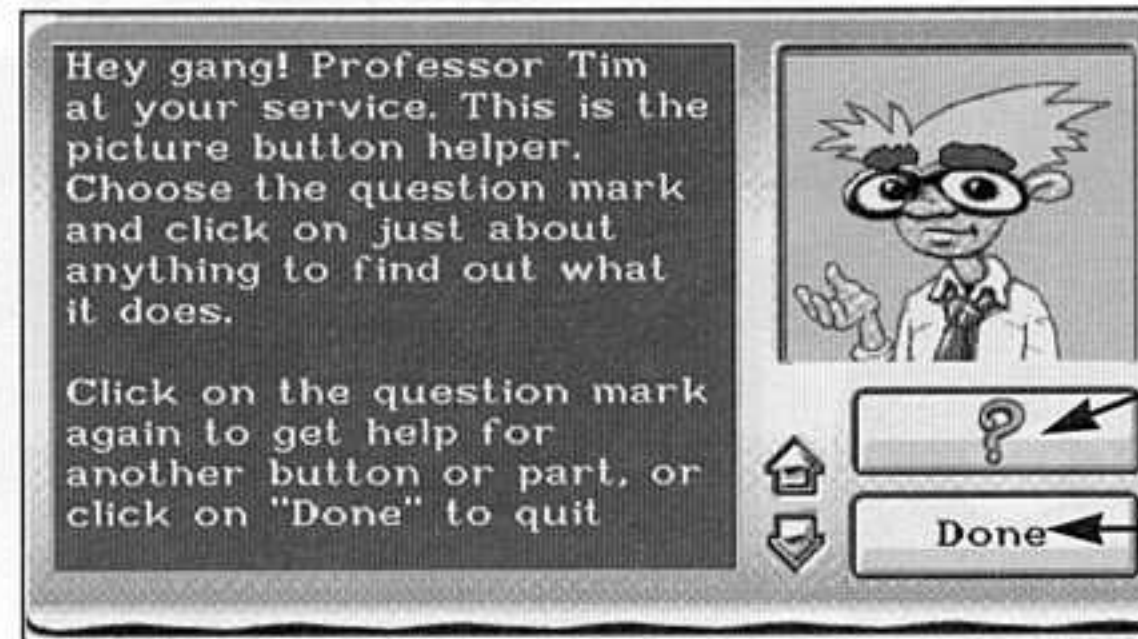 Hey gang! Professor Tim
at your service. This is the
picture button helper.
Choose the question mark
and click on just about
anything to find out what
it does.
Click on the question mark
again to get help for
another button or part, or
click on "Done" to quit
?
Done